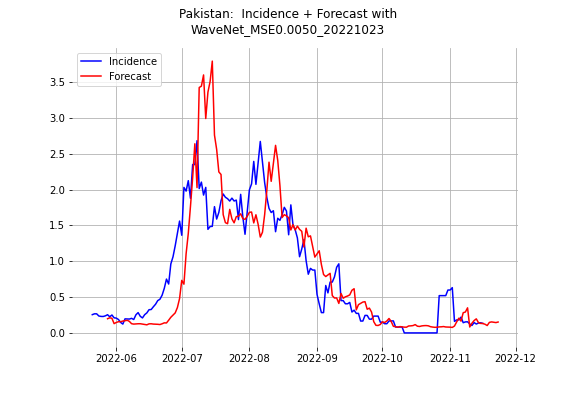 Pakistan:  Incidence + Forecast with
WaveNet_MSE0.0050_20221023
Incidence
Forecast
3.5
3.0
2.5
2.0
1.5
1.0
0.5
0.0
2022-06 2022-07 2022-08 2022-09 2022-10 2022-11 2022-12